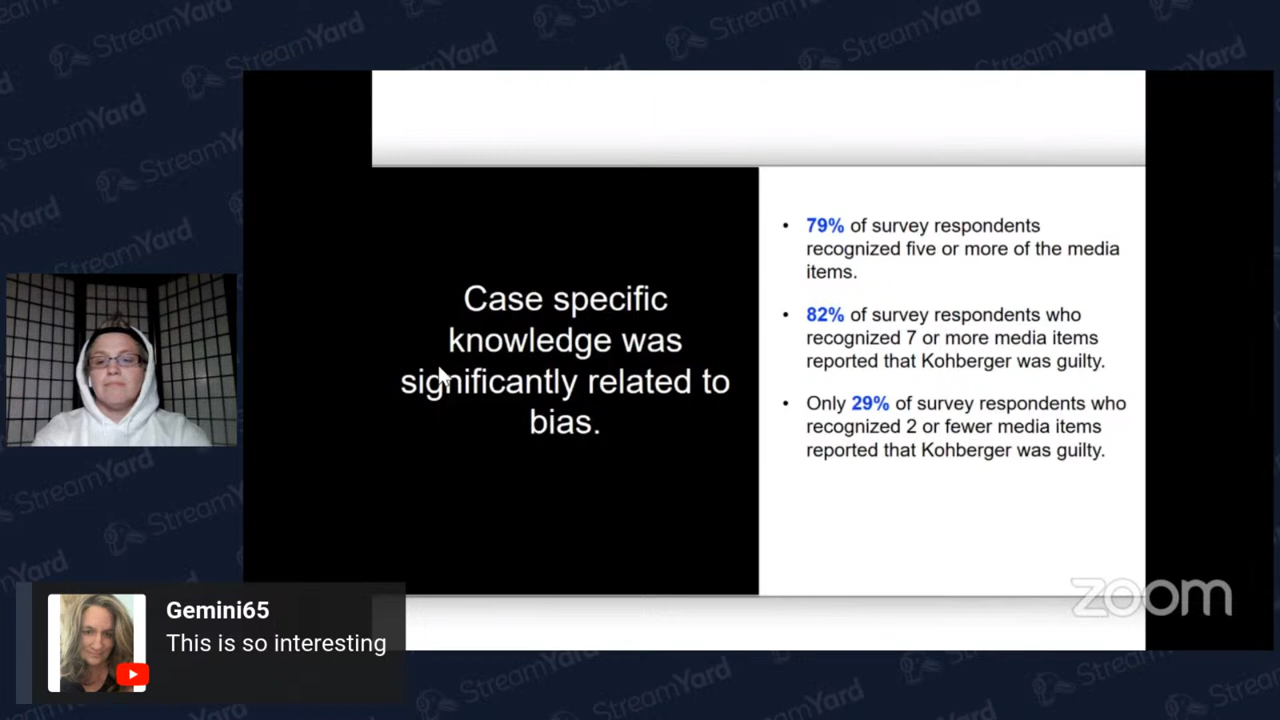 StreamYard
Case specific
knowledge was
significantly related to
bias.
• 79% of survey respondents
recognized five or more of the media
items.
• 82% of survey respondents who
recognized 7 or more media items
reported that Kohberger was guilty.
• Only 29% of survey respondents who
recognized 2 or fewer media items
reported that Kohberger was guilty.
zoom
Gemini65
This is so interesting